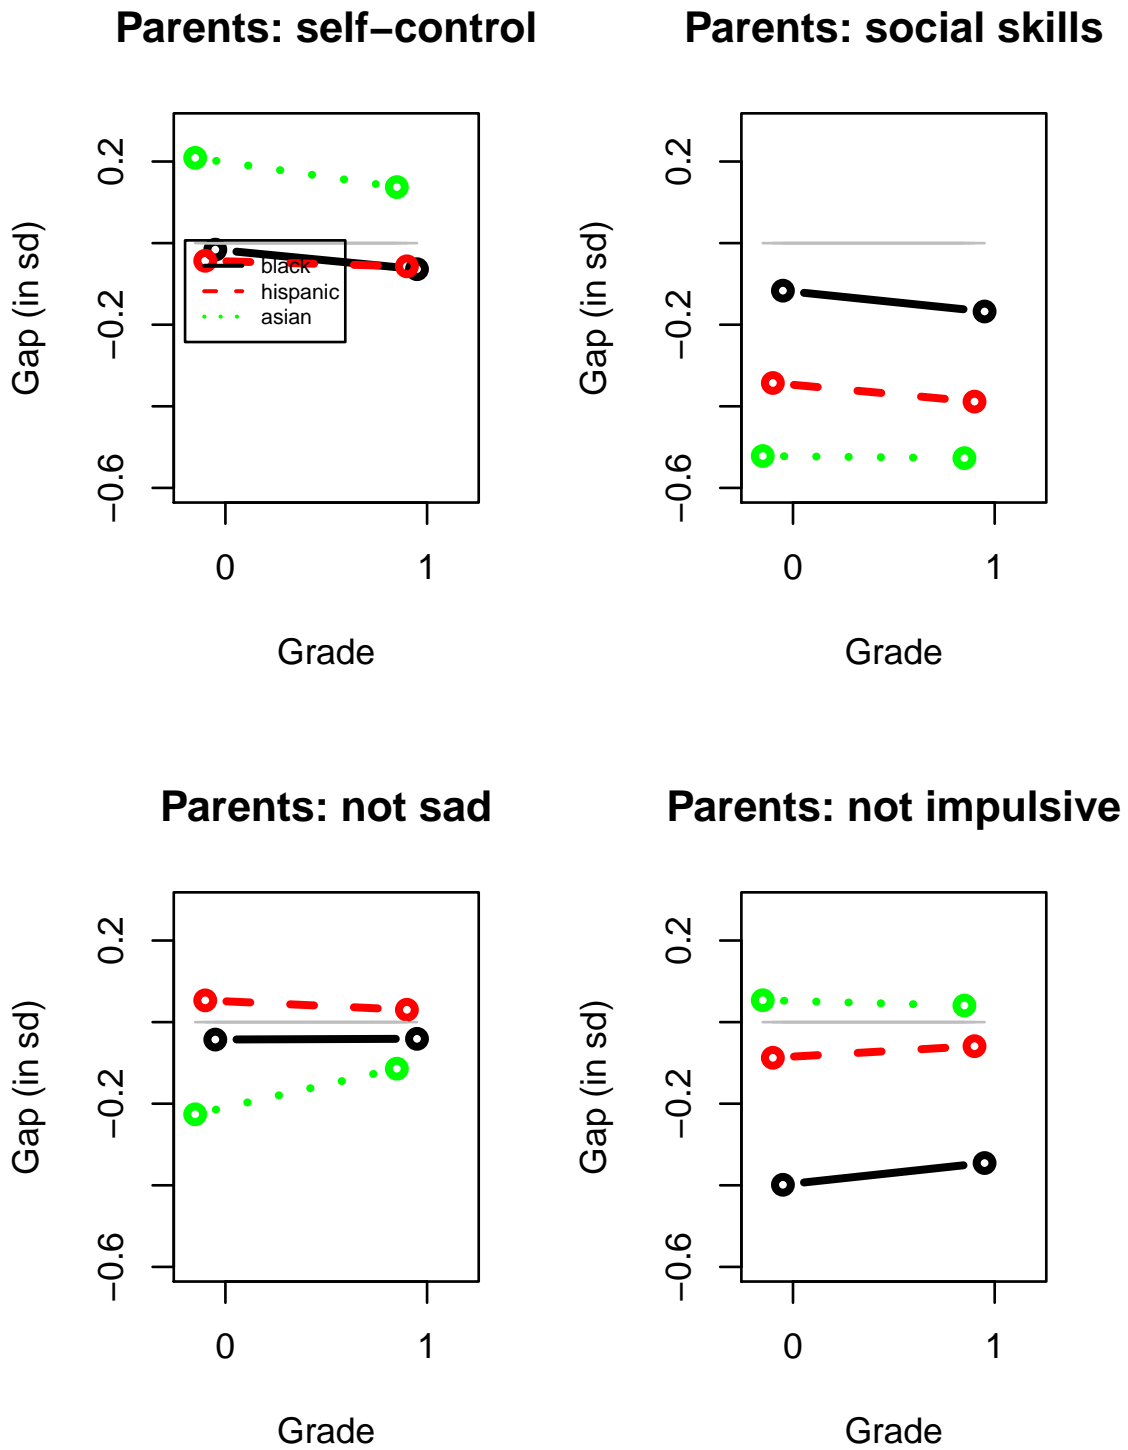 Parents: self−control
Gap (in sd)
0.2
−0.2
−0.6
black
hispanic
asian
0
1
Grade
Parents: social skills
Gap (in sd)
0.2
−0.2
−0.6
0
1
Grade
Parents: not sad
Gap (in sd)
0.2
−0.2
−0.6
0
1
Grade
Parents: not impulsive
Gap (in sd)
0.2
−0.2
−0.6
0
1
Grade